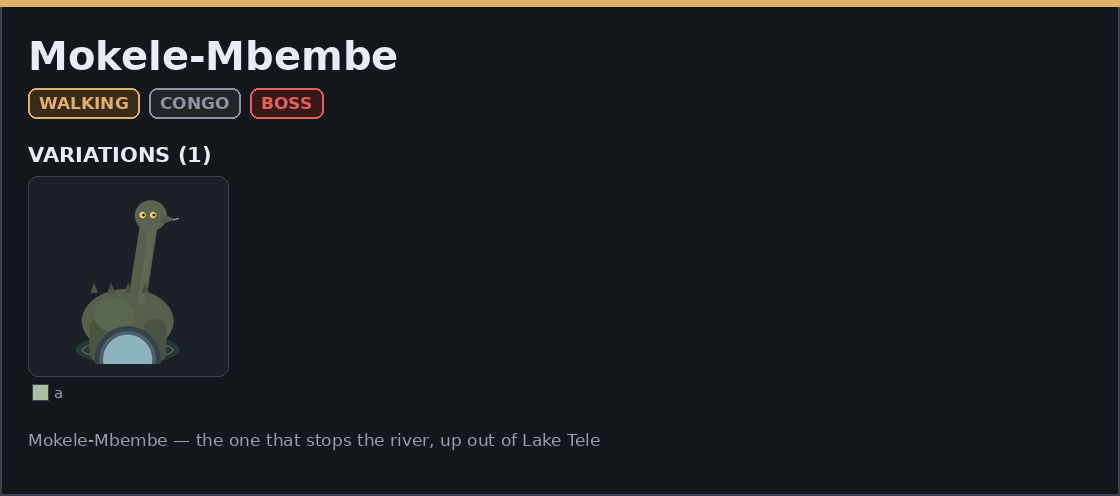 Mokele-Mbembe
WALKING CONGO BOSS
VARIATIONS (1)
a
Mokele-Mbembe — the one that stops the river, up out of Lake Tele